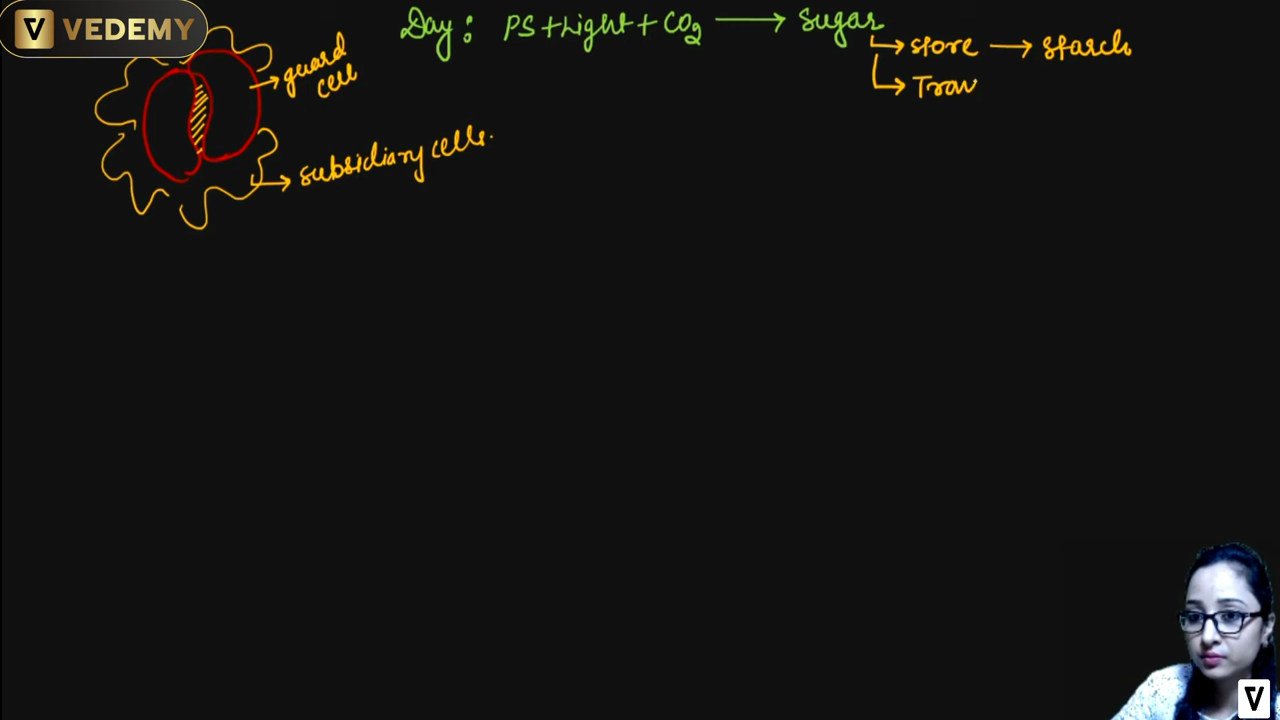 VEDEMY
Day: PS + Light + CO2 → Sugar
→ store → starch
→ Tran
guard
cell
subsidiary cells.